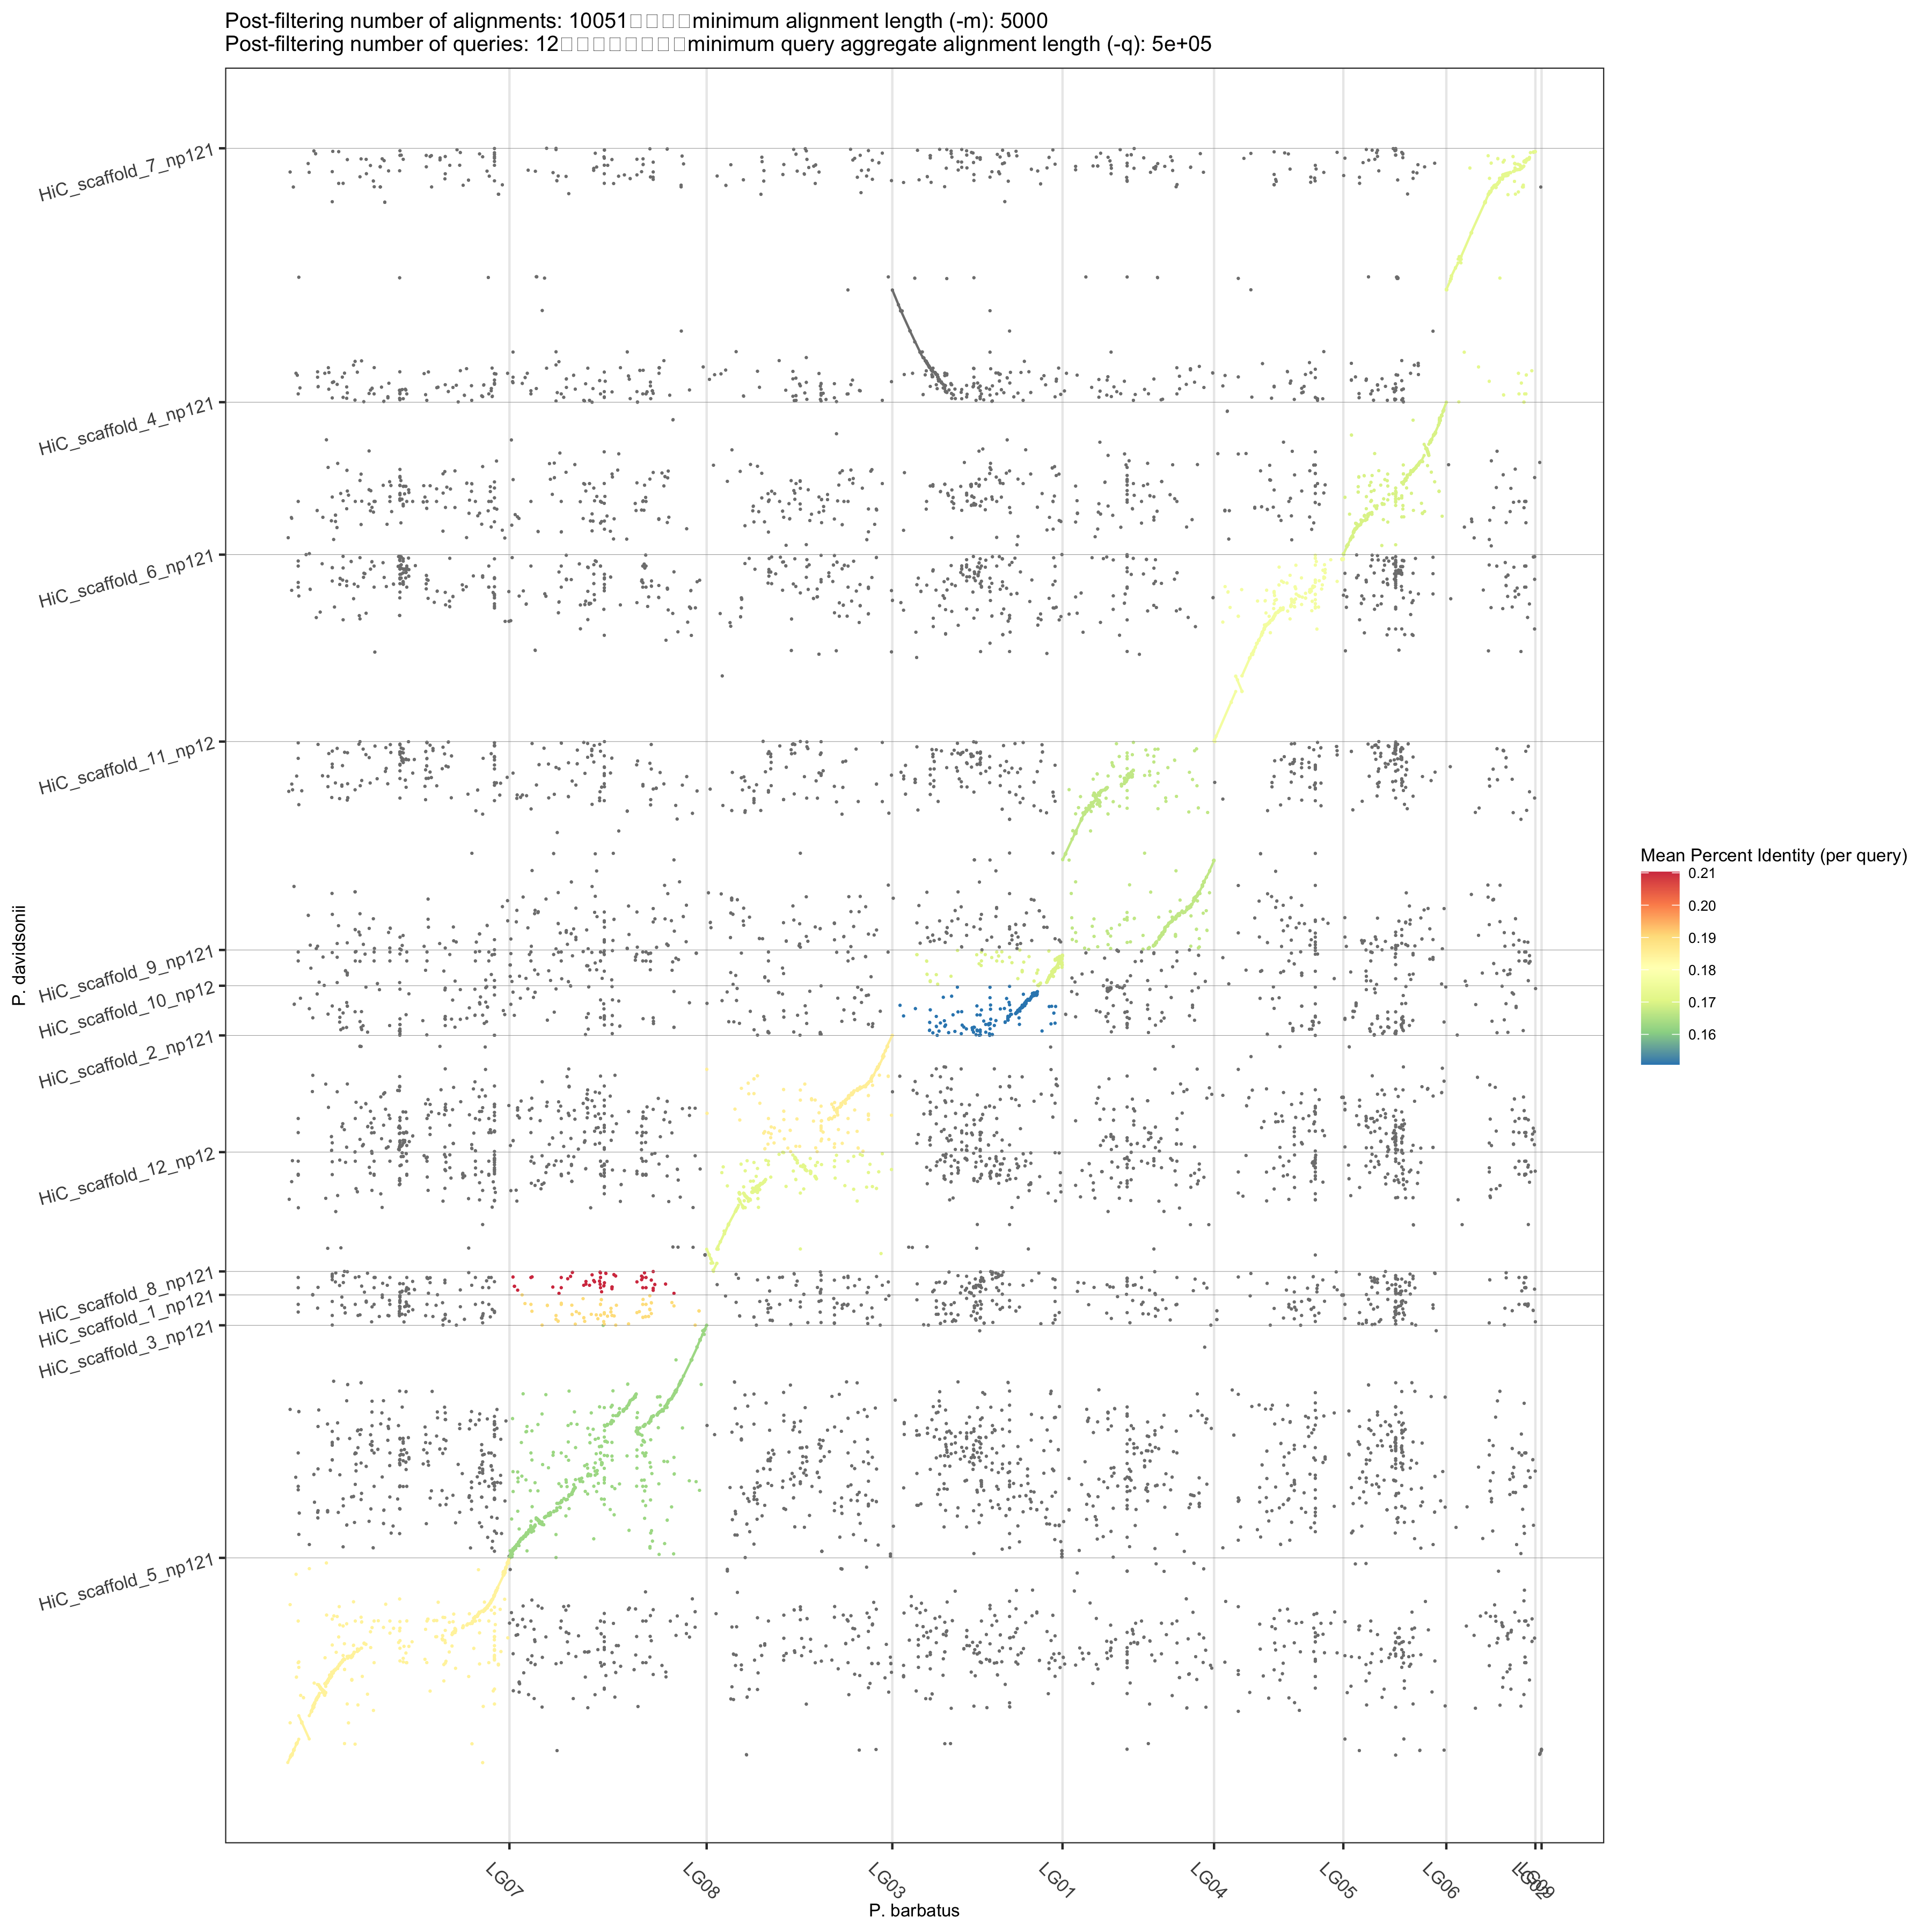 Post-filtering number of alignments: 10051□□□□minimum alignment length (-m): 5000
Post-filtering number of queries: 12□□□□□□□□minimum query aggregate alignment length (-q): 5e+05
HiC_scaffold_7_np121
HiC_scaffold_4_np121
HiC_scaffold_6_np121
HiC_scaffold_11_np12
HiC_scaffold_9_np121
HiC_scaffold_10_np12
HiC_scaffold_2_np121
HiC_scaffold_12_np12
HiC_scaffold_8_np121
HiC_scaffold_1_np121
HiC_scaffold_3_np121
HiC_scaffold_5_np121
P. davidsonii
Mean Percent Identity (per query)
0.21
0.20
0.19
0.18
0.17
0.16
LG07
LG08
LG03
LG01
LG04
LG05
LG06
P. barbatus